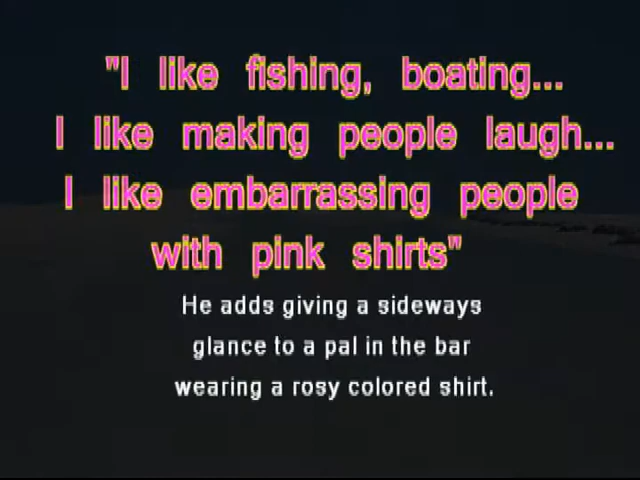 "I like fishing, boating...
I like making people laugh...
I like embarrassing people
with pink shirts"
He adds giving a sideways
glance to a pal in the bar
wearing a rosy colored shirt.